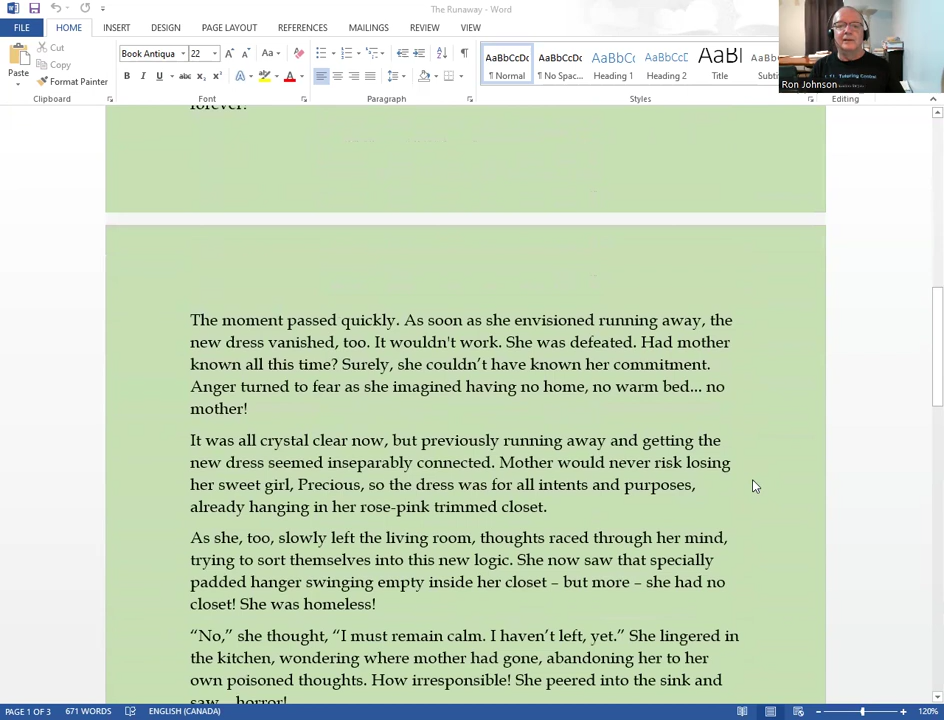 The Runaway - Word
FILE HOME INSERT DESIGN PAGE LAYOUT REFERENCES MAILINGS REVIEW VIEW
Cut
Copy
Format Painter
Paste
Book Antiqua 22
AaBbCcDc AaBbCcDc AaBbCc AaBbCcE AaBl AaBbC
¶ Normal ¶ No Spac... Heading 1 Heading 2 Title Subti
Ron Johnson
Clipboard Font Paragraph Styles Editing
forever!
The moment passed quickly. As soon as she envisioned running away, the
new dress vanished, too. It wouldn't work. She was defeated. Had mother
known all this time? Surely, she couldn’t have known her commitment.
Anger turned to fear as she imagined having no home, no warm bed... no
mother!
It was all crystal clear now, but previously running away and getting the
new dress seemed inseparably connected. Mother would never risk losing
her sweet girl, Precious, so the dress was for all intents and purposes,
already hanging in her rose-pink trimmed closet.
As she, too, slowly left the living room, thoughts raced through her mind,
trying to sort themselves into this new logic. She now saw that specially
padded hanger swinging empty inside her closet – but more – she had no
closet! She was homeless!
“No,” she thought, “I must remain calm. I haven’t left, yet.” She lingered in
the kitchen, wondering where mother had gone, abandoning her to her
own poisoned thoughts. How irresponsible! She peered into the sink and
saw... horror!
PAGE 1 OF 3 671 WORDS ENGLISH (CANADA) 120%